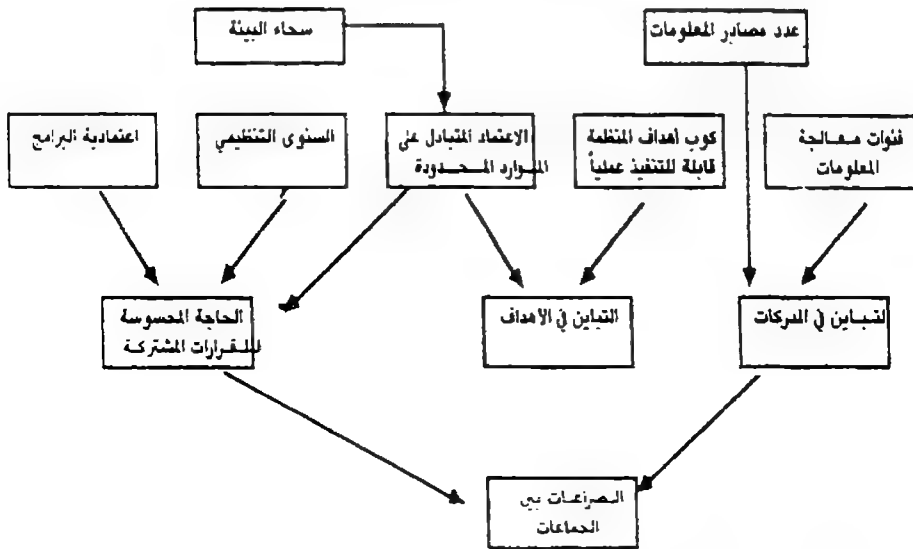 عدد مصادر المعلومات
سخاء البيئة
قنوات معالجة
المعلومات
كون أهداف المنظمة
قابلة للتنفيذ عملياً
الاعتماد المتبادل على
الموارد المحدودة
المستوى التنظيمي
اعتمادية البرامج
التباين في المدركات
التباين في الأهداف
الحاجة المحسوسة
للقرارات المشتركة
الصراعات بين
الجماعات